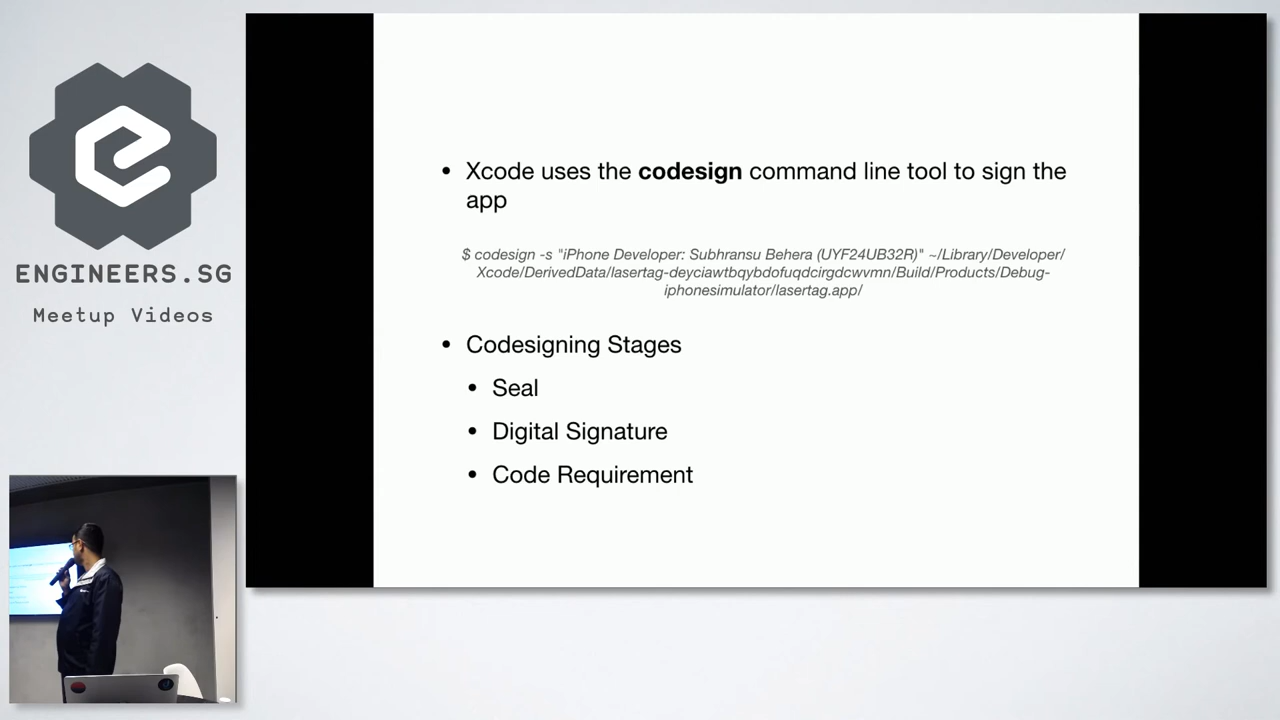 ENGINEERS.SG
Meetup Videos
• Xcode uses the codesign command line tool to sign the
app
$ codesign -s "iPhone Developer: Subhransu Behera (UYF24UB32R)" ~/Library/Developer/
Xcode/DerivedData/lasertag-deyciawtbqybdofuqdcirgdcwvmn/Build/Products/Debug-
iphonesimulator/lasertag.app/
• Codesigning Stages
• Seal
• Digital Signature
• Code Requirement